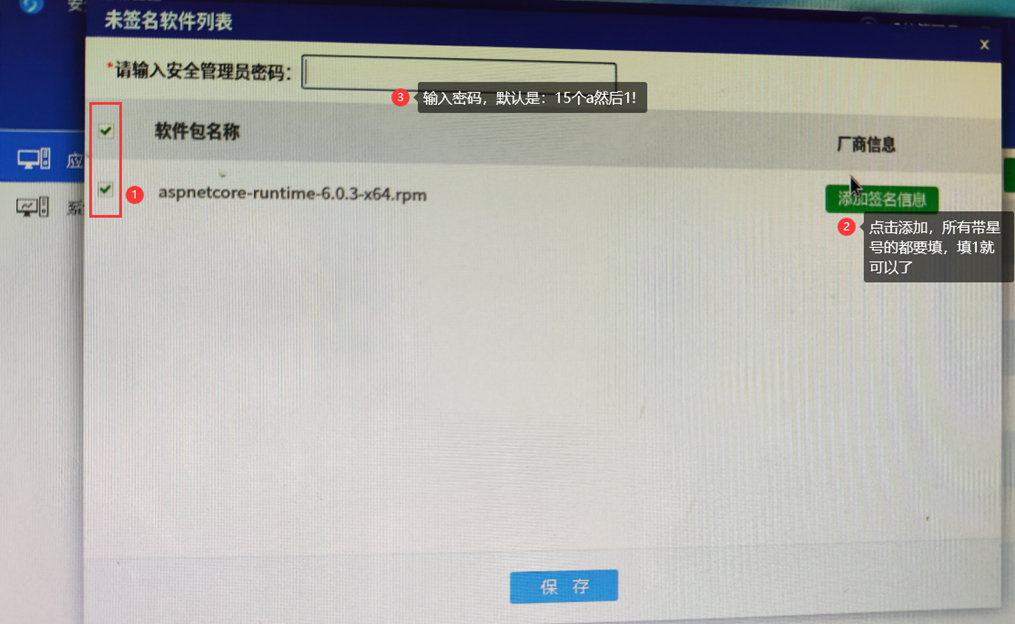 安
未签名软件列表
x
*请输入安全管理员密码：
3
输入密码，默认是：15个a然后1!
软件包名称
厂商信息
应
1
aspnetcore-runtime-6.0.3-x64.rpm
添加签名信息
系
2
点击添加，所有带星
号的都要填，填1就
可以了
保 存